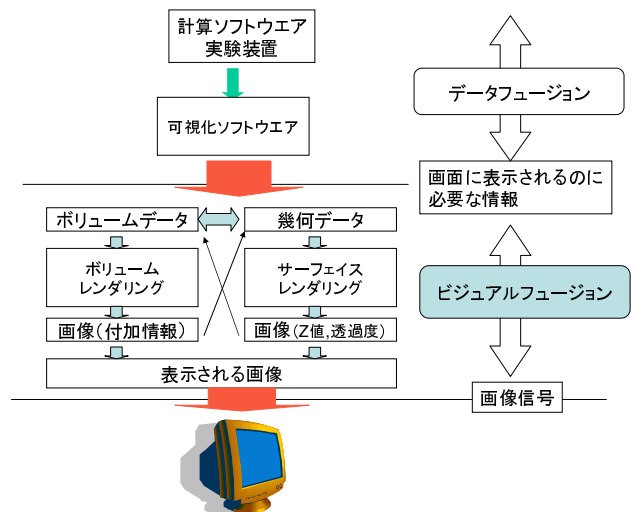 計算ソフトウエア
実験装置
可視化ソフトウエア
データフュージョン
画面に表示されるのに
必要な情報
ボリュームデータ
幾何データ
ボリューム
レンダリング
サーフェイス
レンダリング
ビジュアルフュージョン
画像(付加情報)
画像(Z値,透過度)
表示される画像
画像信号